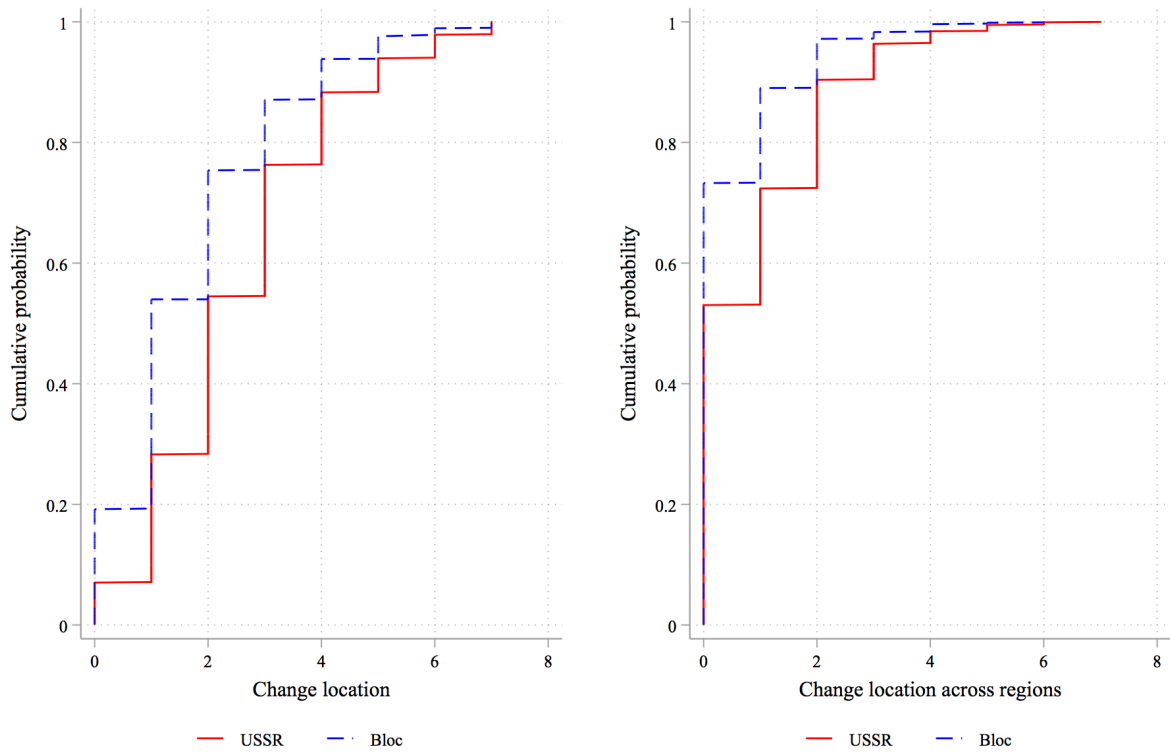 Cumulative probability
1
0.8
0.6
0.4
0.2
0
0 2 4 6 8
Change location
USSR Bloc
Cumulative probability
1
0.8
0.6
0.4
0.2
0
0 2 4 6 8
Change location across regions
USSR Bloc